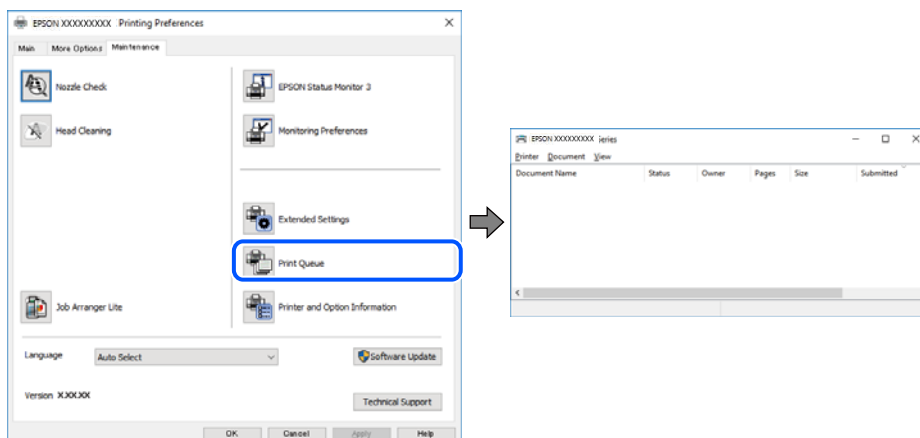 EPSON XXXXXXXXX Printing Preferences
Main More Options Maintenance
Nozzle Check
EPSON Status Monitor 3
Head Cleaning
Monitoring Preferences
Extended Settings
Print Queue
Job Arranger Lite
Printer and Option Information
Language Auto Select
Software Update
Version X.XX.XX
Technical Support
OK Cancel Apply Help
EPSON XXXXXXXXX ieries
Printer Document View
Document Name Status Owner Pages Size Submitted